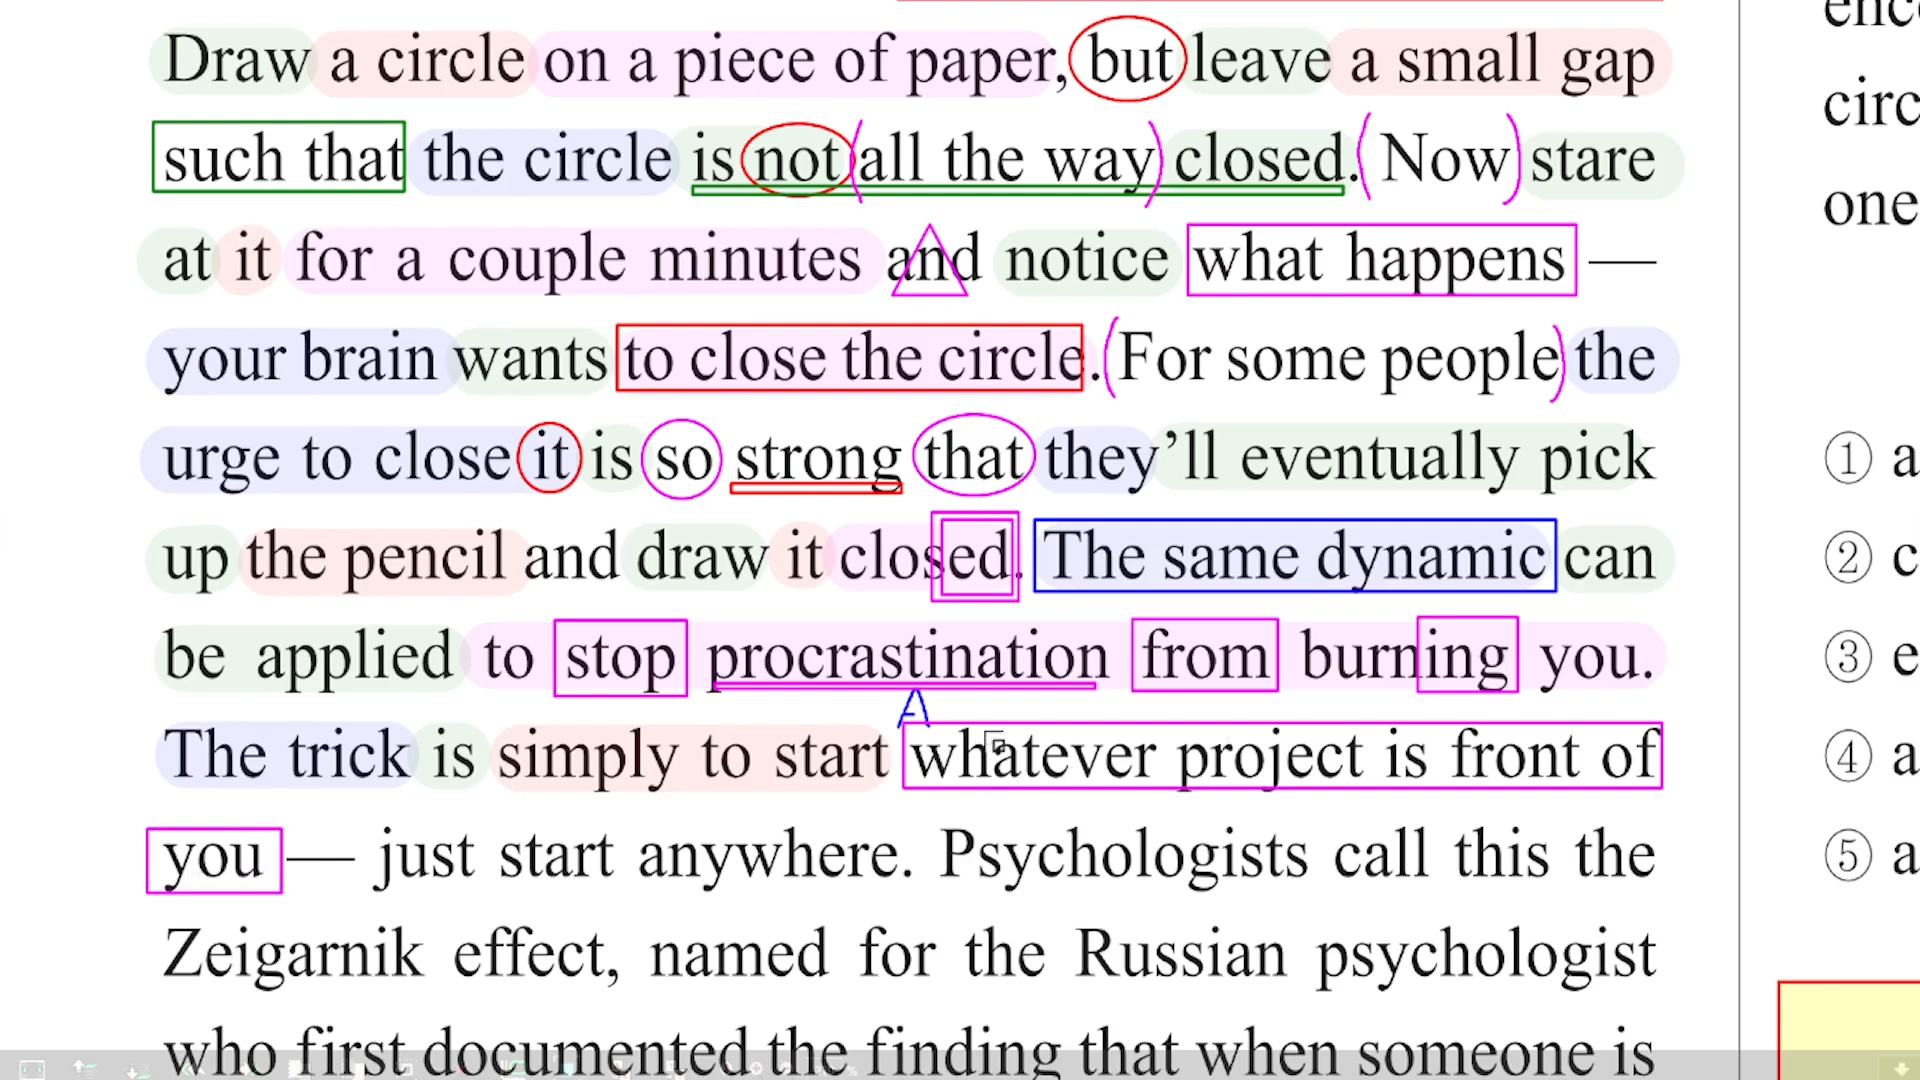 Draw a circle on a piece of paper, but leave a small gap
such that the circle is not all the way closed. Now stare
at it for a couple minutes and notice what happens —
your brain wants to close the circle. For some people the
urge to close it is so strong that they'll eventually pick
up the pencil and draw it closed. The same dynamic can
be applied to stop procrastination from burning you.
A
The trick is simply to start whatever project is front of
you — just start anywhere. Psychologists call this the
Zeigarnik effect, named for the Russian psychologist
who first documented the finding that when someone is
circ
one
① a
② c
③ e
④ a
⑤ a